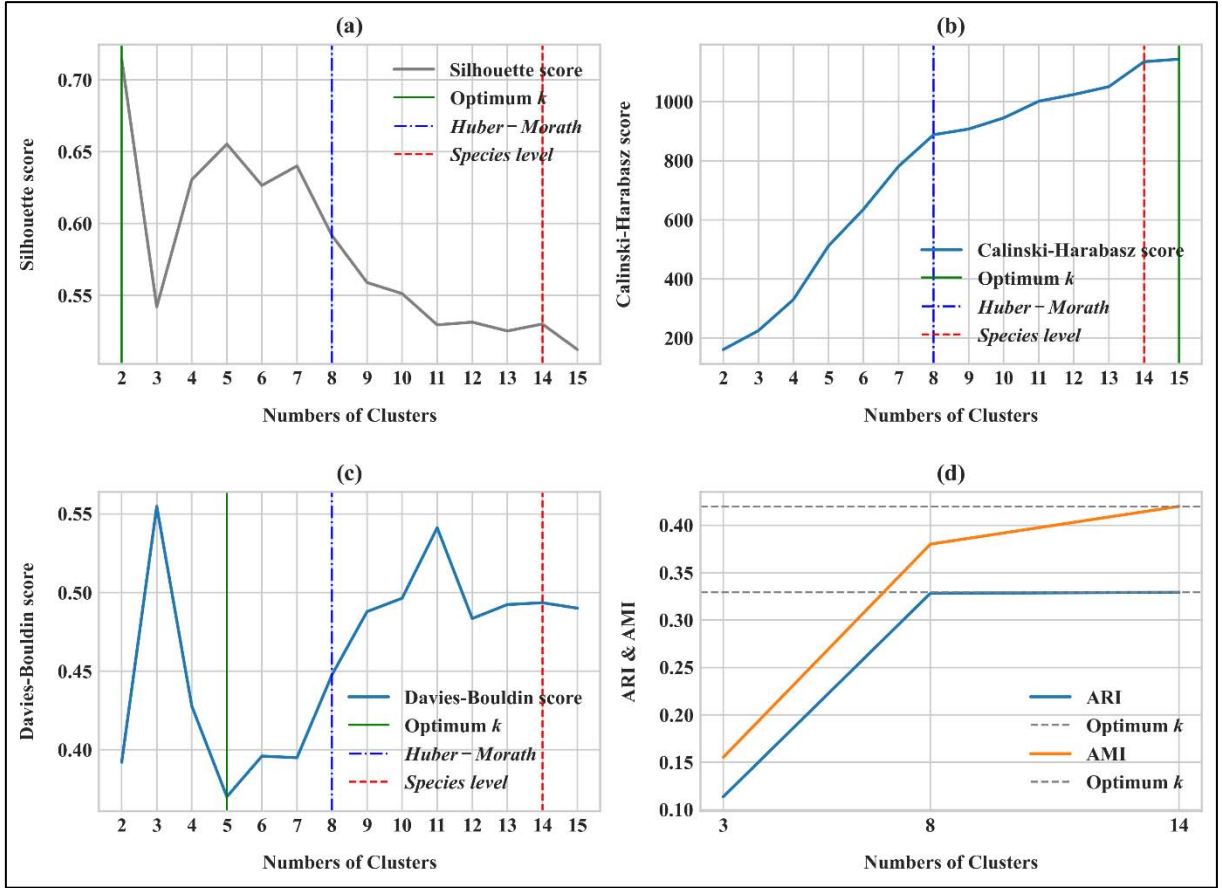 (a)
Silhouette score
0.70
0.65
0.60
0.55
Silhouette score
Optimum k
Huber−Morath
Species level
2 3 4 5 6 7 8 9 10 11 12 13 14 15
Numbers of Clusters
(b)
Calinski-Harabasz score
1000
800
600
400
200
Calinski-Harabasz score
Optimum k
Huber−Morath
Species level
2 3 4 5 6 7 8 9 10 11 12 13 14 15
Numbers of Clusters
(c)
Davies-Bouldin score
0.55
0.50
0.45
0.40
Davies-Bouldin score
Optimum k
Huber−Morath
Species level
2 3 4 5 6 7 8 9 10 11 12 13 14 15
Numbers of Clusters
(d)
ARI & AMI
0.40
0.35
0.30
0.25
0.20
0.15
0.10
ARI
Optimum k
AMI
Optimum k
3 8 14
Numbers of Clusters